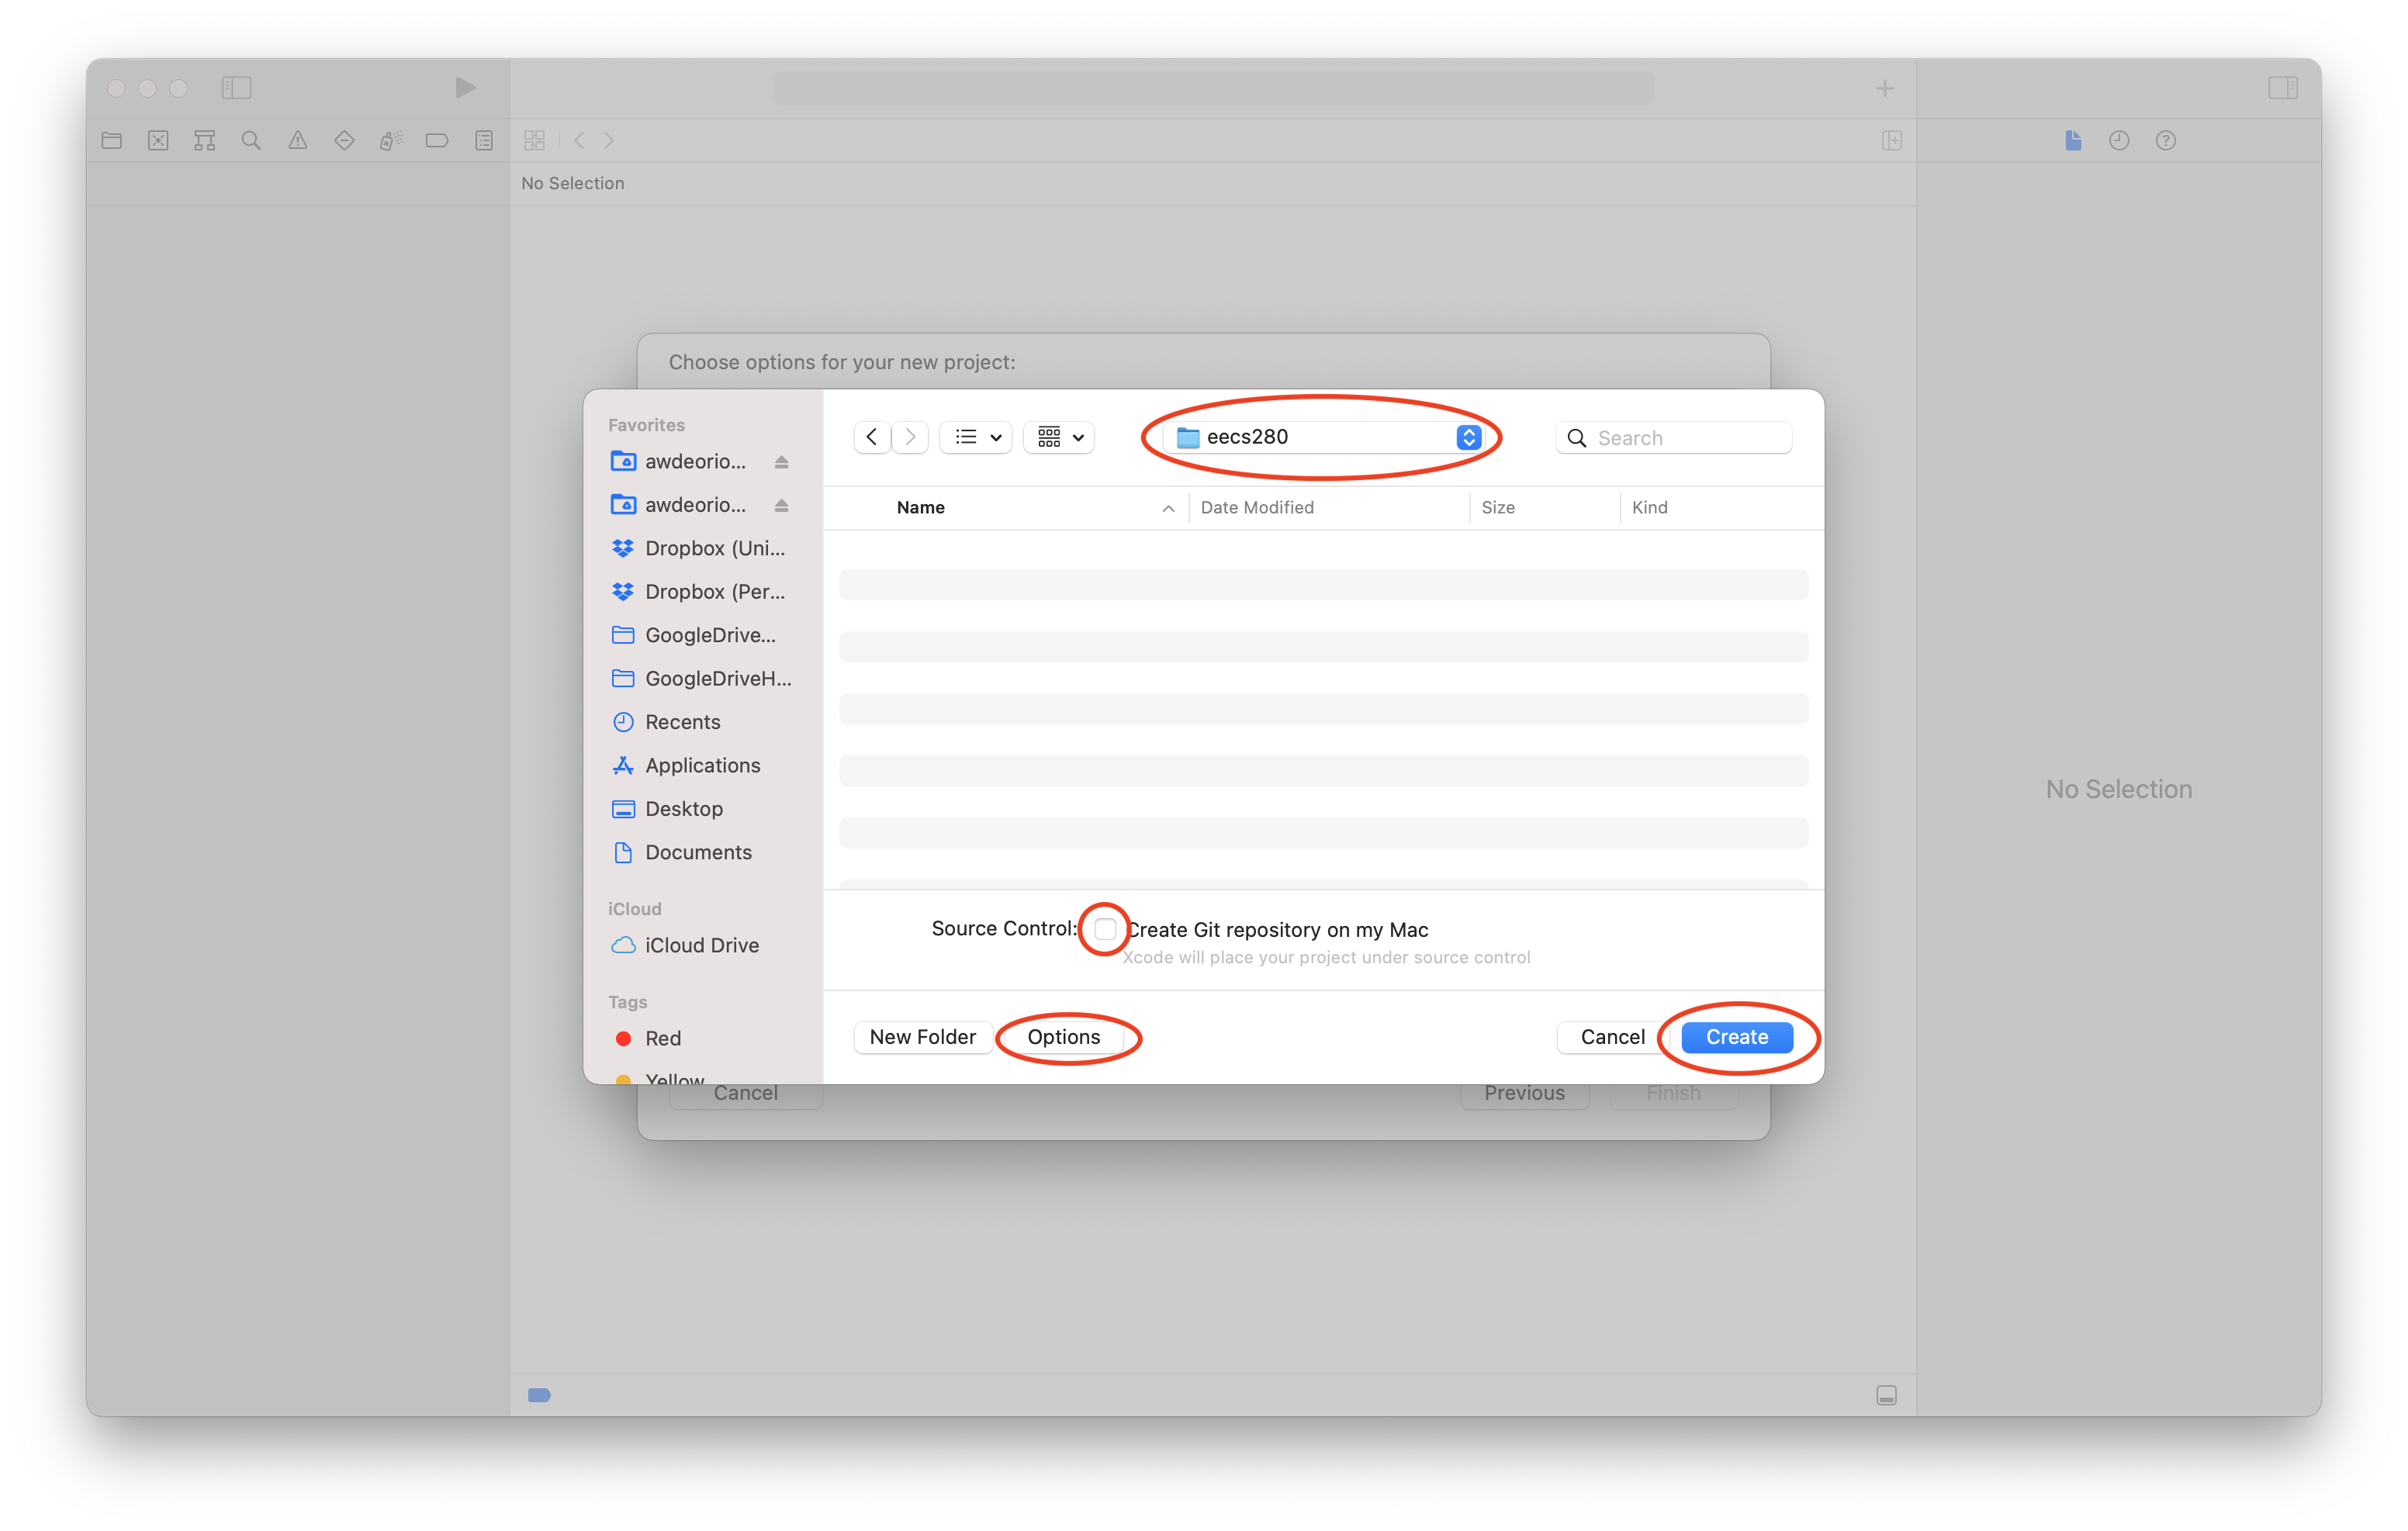 No Selection
Choose options for your new project:
Favorites
awdeorio...
awdeorio...
Dropbox (Uni...
Dropbox (Per...
GoogleDrive...
GoogleDriveH...
Recents
Applications
Desktop
Documents
iCloud
iCloud Drive
Tags
Red
Yellow
eecs280
Search
Name
Date Modified
Size
Kind
Source Control:
Create Git repository on my Mac
Xcode will place your project under source control
New Folder
Options
Cancel
Create
Cancel
Previous
Finish
No Selection